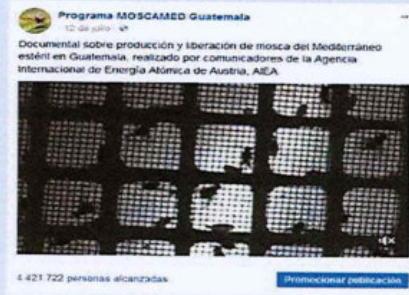 Programa MOSCAMED Guatemala
12 de julio
Documental sobre producción y liberación de mosca del Mediterráneo
estéril en Guatemala, realizado por comunicadores de la Agencia
Internacional de Energía Atómica de Austria, AIEA.
4 421 722 personas alcanzadas
Promocionar publicación